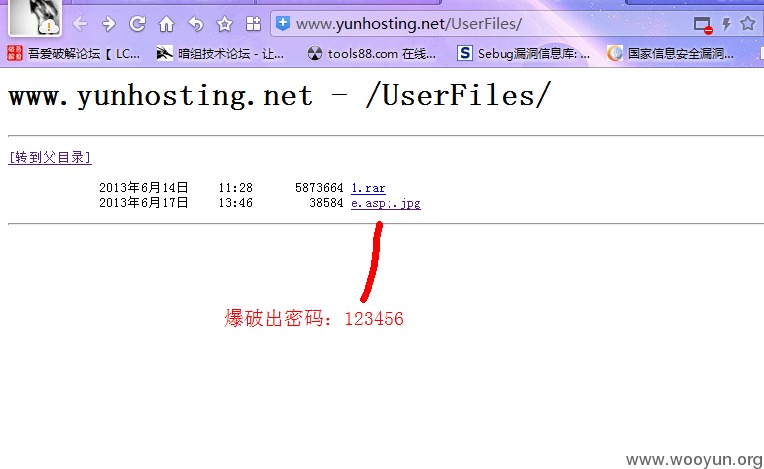 www.yunhosting.net/UserFiles/
吾爱破解论坛【 LC... 暗组技术论坛 - 让... tools88.com 在线... Sebug漏洞信息库: ... 国家信息安全漏洞...
www.yunhosting.net - /UserFiles/
[转到父目录]
2013年6月14日 11:28 5873664 1.rar
2013年6月17日 13:46 38584 e.asp;.jpg
爆破出密码：123456
www.wooyun.org